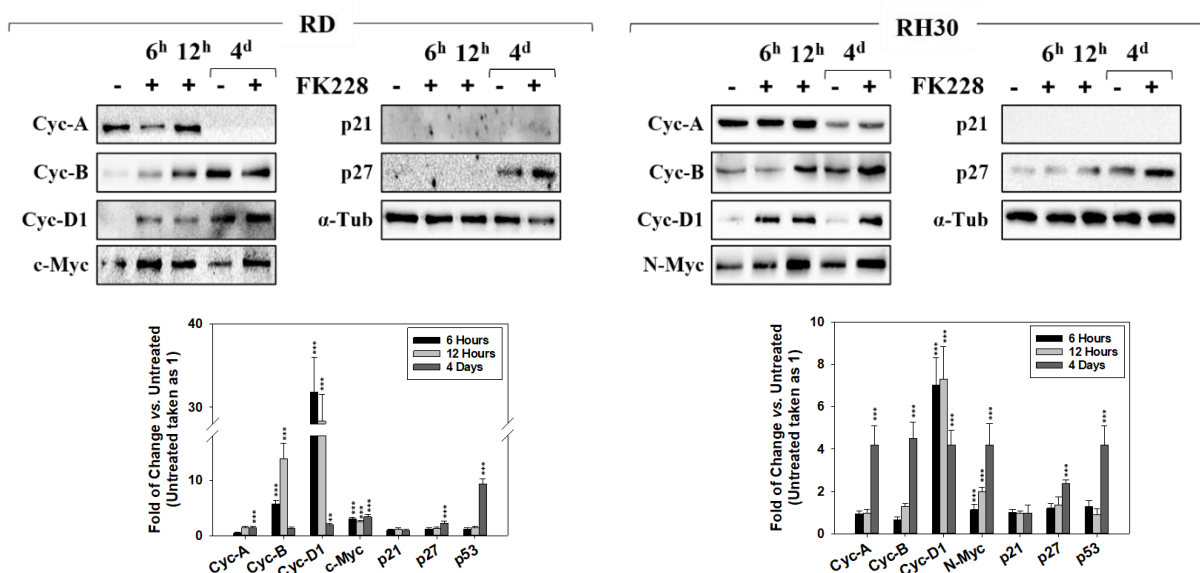 RD
6h 12h 4d
- + + - +
FK228
6h 12h 4d
- + + - +
Cyc-A
Cyc-B
Cyc-D1
c-Myc
p21
p27
α-Tub
RH30
6h 12h 4d
- + + - +
FK228
6h 12h 4d
- + + - +
Cyc-A
Cyc-B
Cyc-D1
N-Myc
p21
p27
α-Tub
Fold of Change vs. Untreated
(Untreated taken as 1)
40
30
10
0
6 Hours
12 Hours
4 Days
***
***
***
***
***
***
***
***
**
***
***
***
Cyc-A Cyc-B Cyc-D1 c-Myc p21 p27 p53
Fold of Change vs. Untreated
(Untreated taken as 1)
10
8
6
4
2
0
6 Hours
12 Hours
4 Days
***
***
***
***
***
***
***
***
***
***
Cyc-A Cyc-B Cyc-D1 N-Myc p21 p27 p53